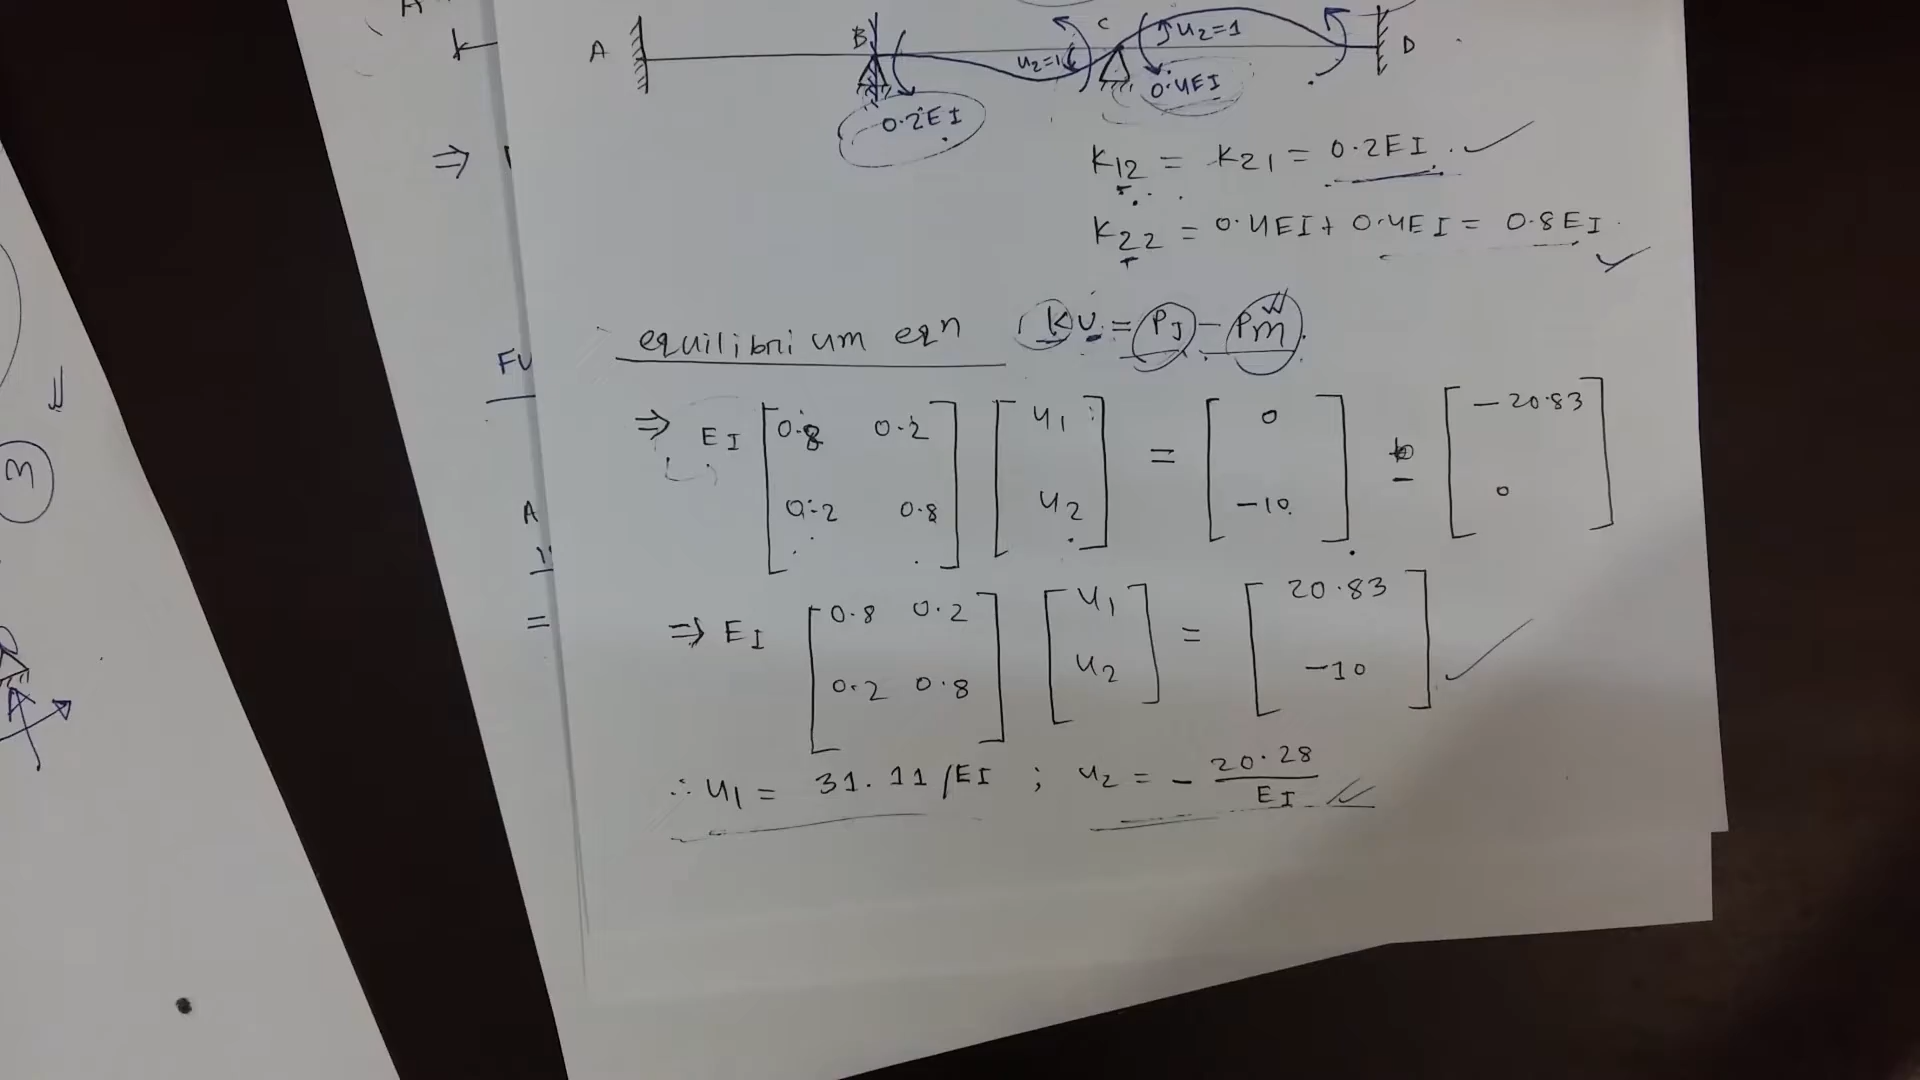 A
A B C u2=1 D
u2=1
0.4EI
0.2EI
K12 = K21 = 0.2EI.
⇒
K22 = 0.4EI + 0.4EI = 0.8EI.
equilibrium eqn KU = PJ - Pm
FU
⇒ EI [0.8 0.2] [u1] = [0] - [-20.83]
[0.2 0.8] [u2] [-10] [0]
m
A
=
⇒ EI [0.8 0.2] [u1] = [20.83]
[0.2 0.8] [u2] [-10]
∴ u1 = 31.11/EI ; u2 = - 20.28/EI